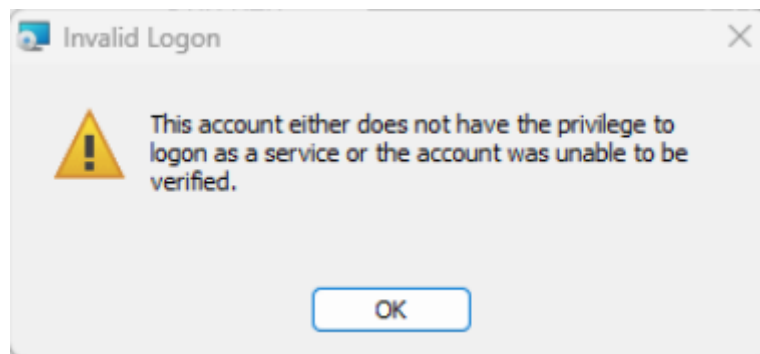 Invalid Logon
This account either does not have the privilege to
logon as a service or the account was unable to be
verified.
OK